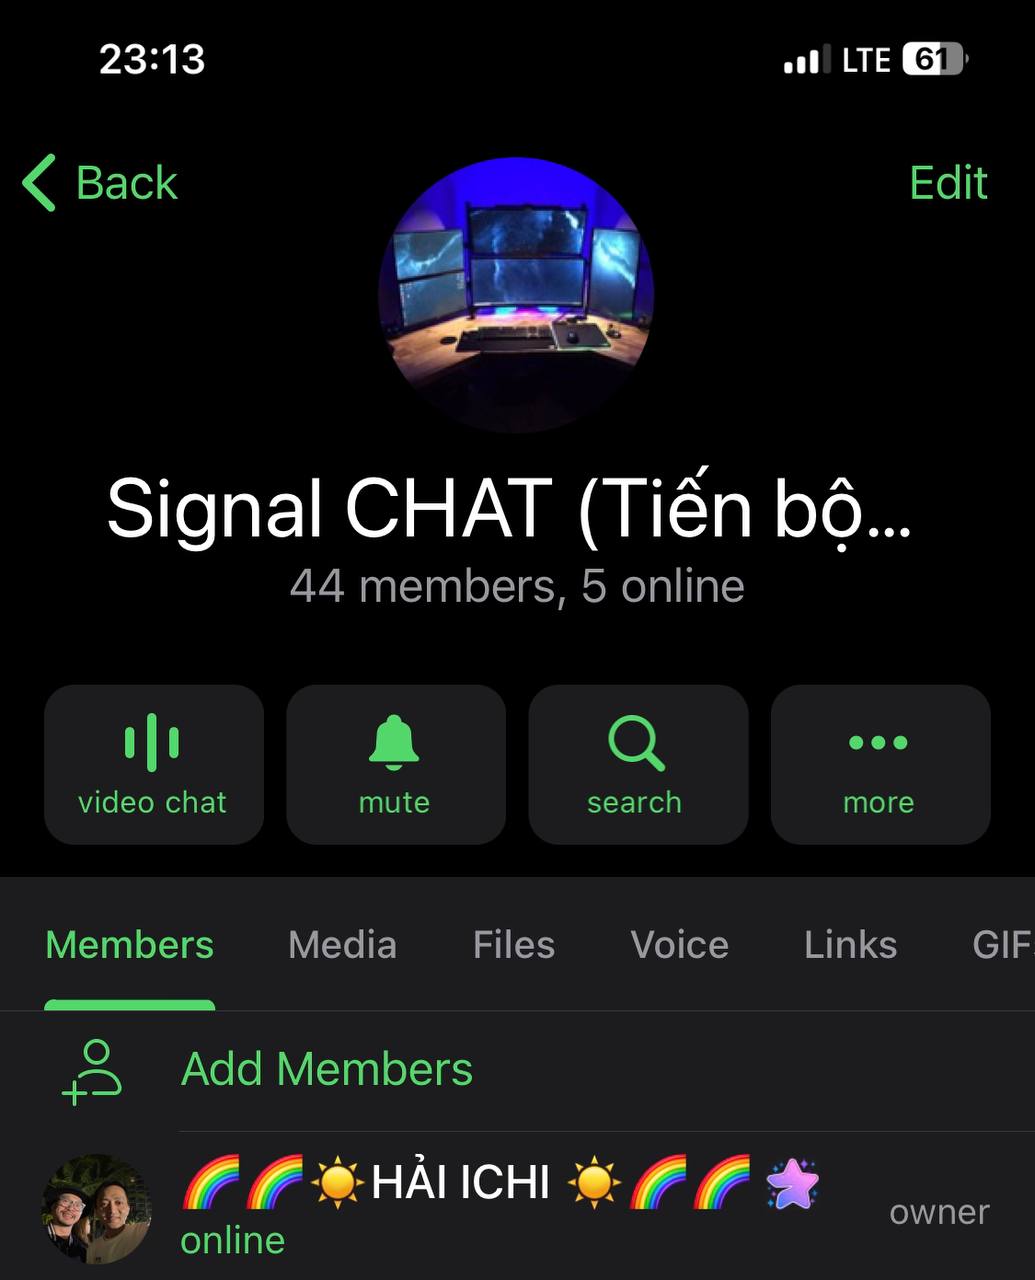 23:13 LTE 61
Back Edit
Signal CHAT (Tiến bộ...
44 members, 5 online
video chat mute search more
Members Media Files Voice Links GIF
Add Members
🌈🌈☀️HẢI ICHI ☀️🌈🌈
online owner